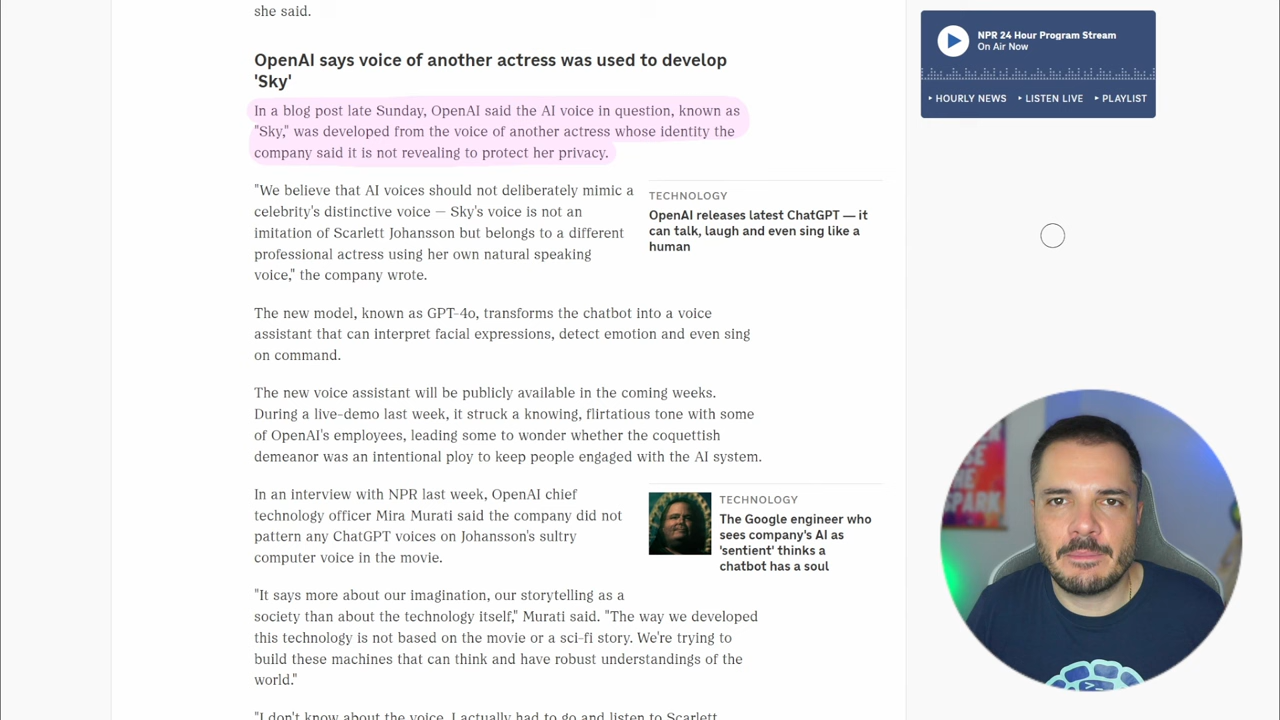 she said.
OpenAI says voice of another actress was used to develop
'Sky'
In a blog post late Sunday, OpenAI said the AI voice in question, known as
"Sky," was developed from the voice of another actress whose identity the
company said it is not revealing to protect her privacy.
"We believe that AI voices should not deliberately mimic a
celebrity's distinctive voice — Sky's voice is not an
imitation of Scarlett Johansson but belongs to a different
professional actress using her own natural speaking
voice," the company wrote.
TECHNOLOGY
OpenAI releases latest ChatGPT — it
can talk, laugh and even sing like a
human
The new model, known as GPT-4o, transforms the chatbot into a voice
assistant that can interpret facial expressions, detect emotion and even sing
on command.
The new voice assistant will be publicly available in the coming weeks.
During a live-demo last week, it struck a knowing, flirtatious tone with some
of OpenAI's employees, leading some to wonder whether the coquettish
demeanor was an intentional ploy to keep people engaged with the AI system.
In an interview with NPR last week, OpenAI chief
technology officer Mira Murati said the company did not
pattern any ChatGPT voices on Johansson's sultry
computer voice in the movie.
TECHNOLOGY
The Google engineer who
sees company's AI as
'sentient' thinks a
chatbot has a soul
"It says more about our imagination, our storytelling as a
society than about the technology itself," Murati said. "The way we developed
this technology is not based on the movie or a sci-fi story. We're trying to
build these machines that can think and have robust understandings of the
world."
"I don't know about the voice. I actually had to go and listen to Scarlett
NPR 24 Hour Program Stream
On Air Now
HOURLY NEWS
LISTEN LIVE
PLAYLIST
THE
SPARK